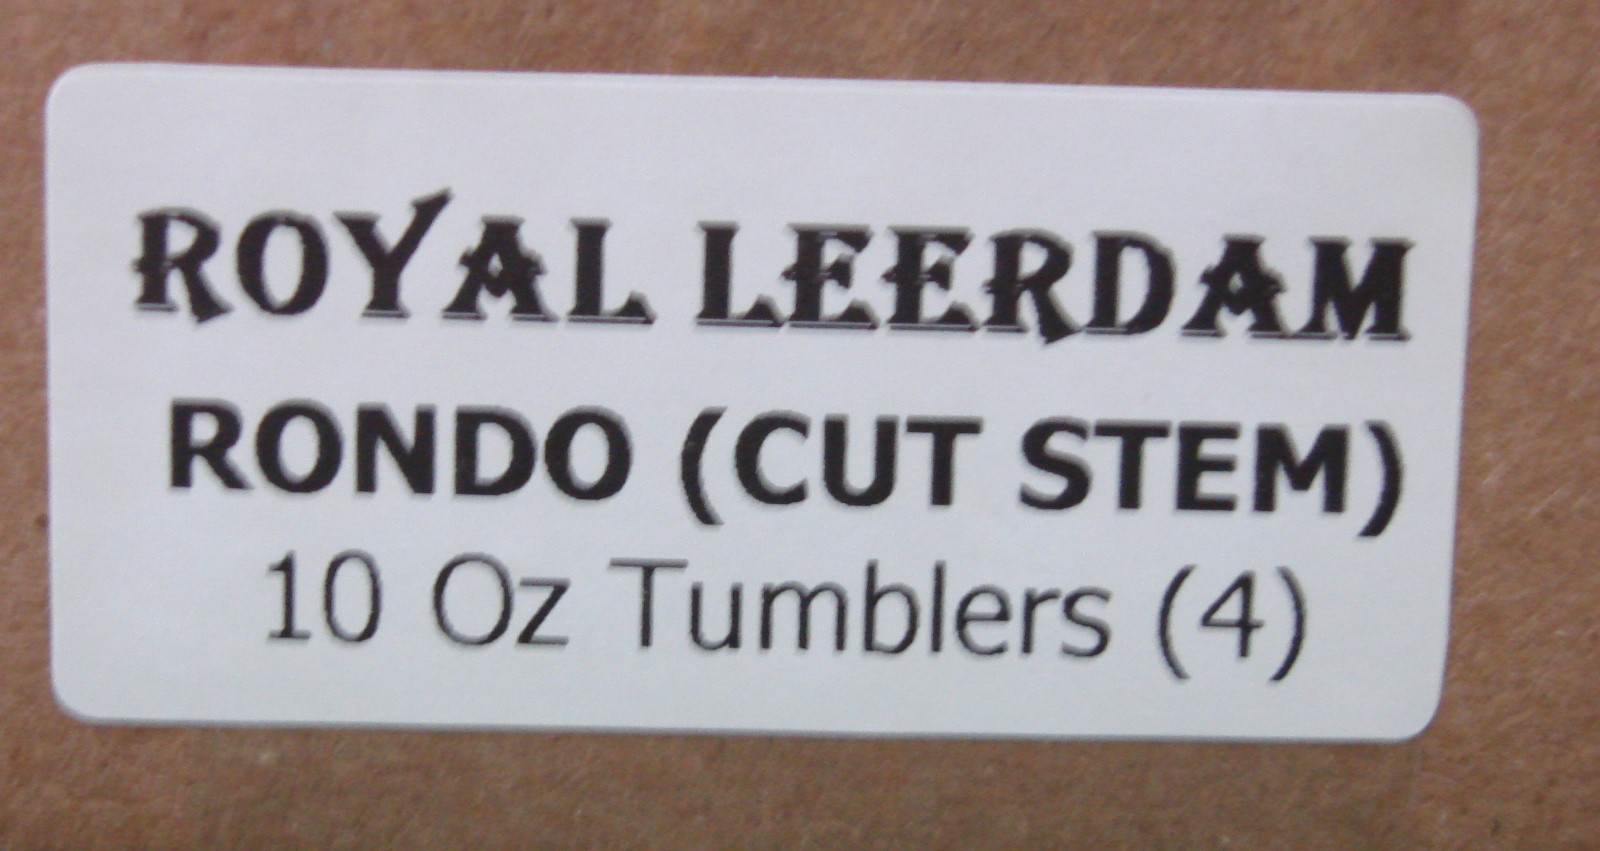 ROYAL LEERDAM
RONDO (CUT STEM)
10 Oz Tumblers (4)